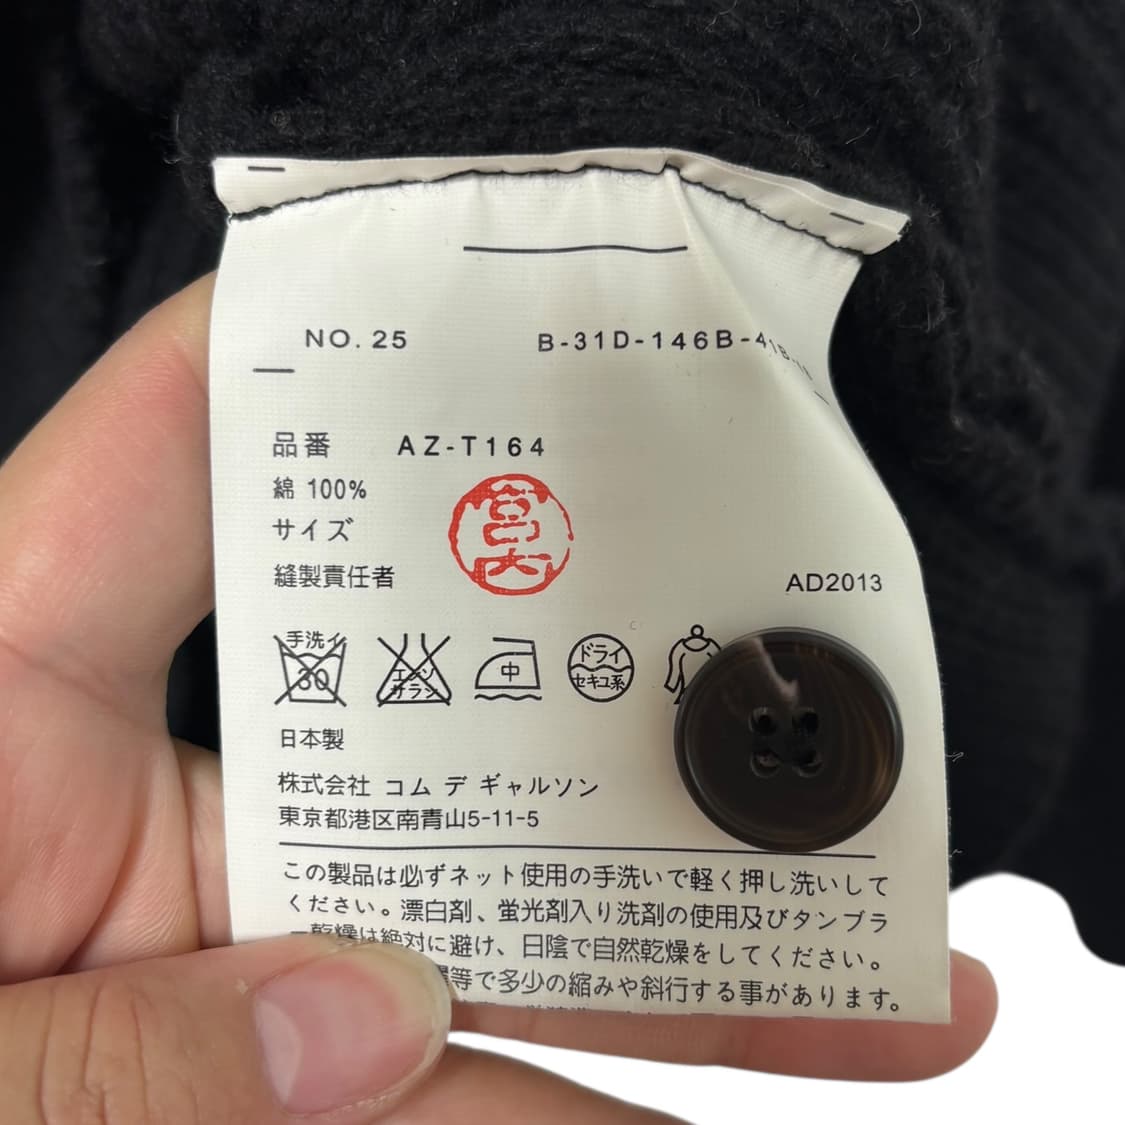 NO. 25 B-31D-146B-4
品番 AZ-T164
綿 100%
サイズ
宮内
縫製責任者
AD2013
手洗イ
30
エンソ
サラシ
中
ドライ
セキユ系
日本製
株式会社 コム デ ギャルソン
東京都港区南青山5-11-5
この製品は必ずネット使用の手洗いで軽く押し洗いして
ください。漂白剤、蛍光剤入り洗剤の使用及びタンブラ
ー乾燥は絶対に避け、日陰で自然乾燥をしてください。
等で多少の縮みや斜行する事があります。